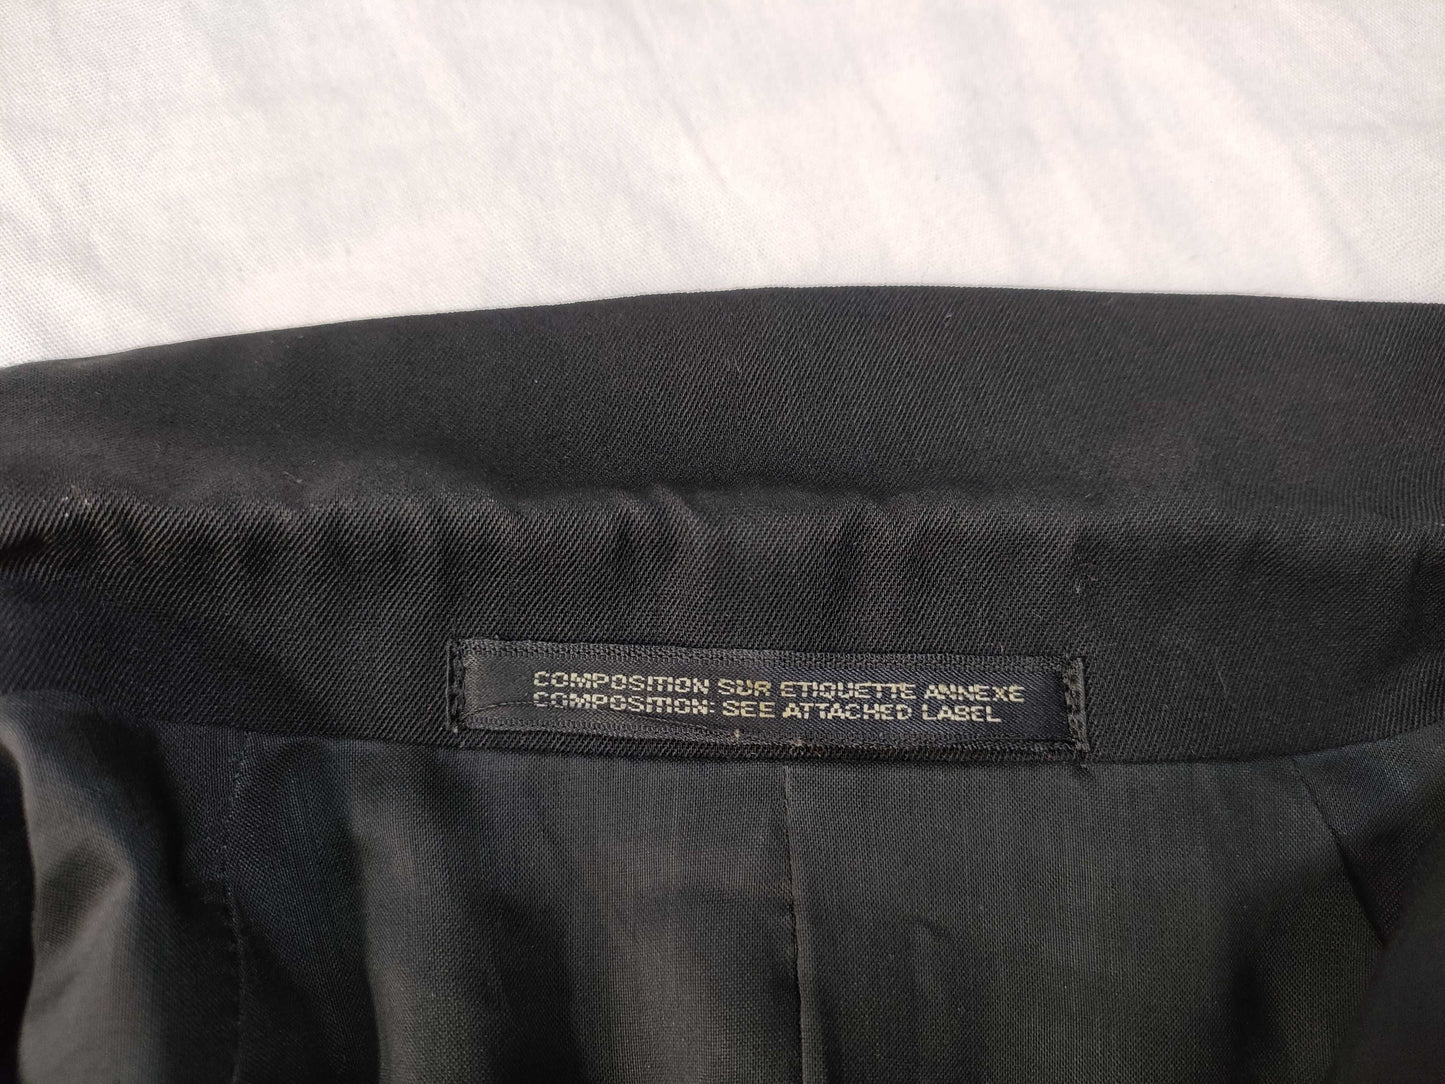 COMPOSITION SUR ETIQUETTE ANNEXE
COMPOSITION: SEE ATTACHED LABEL